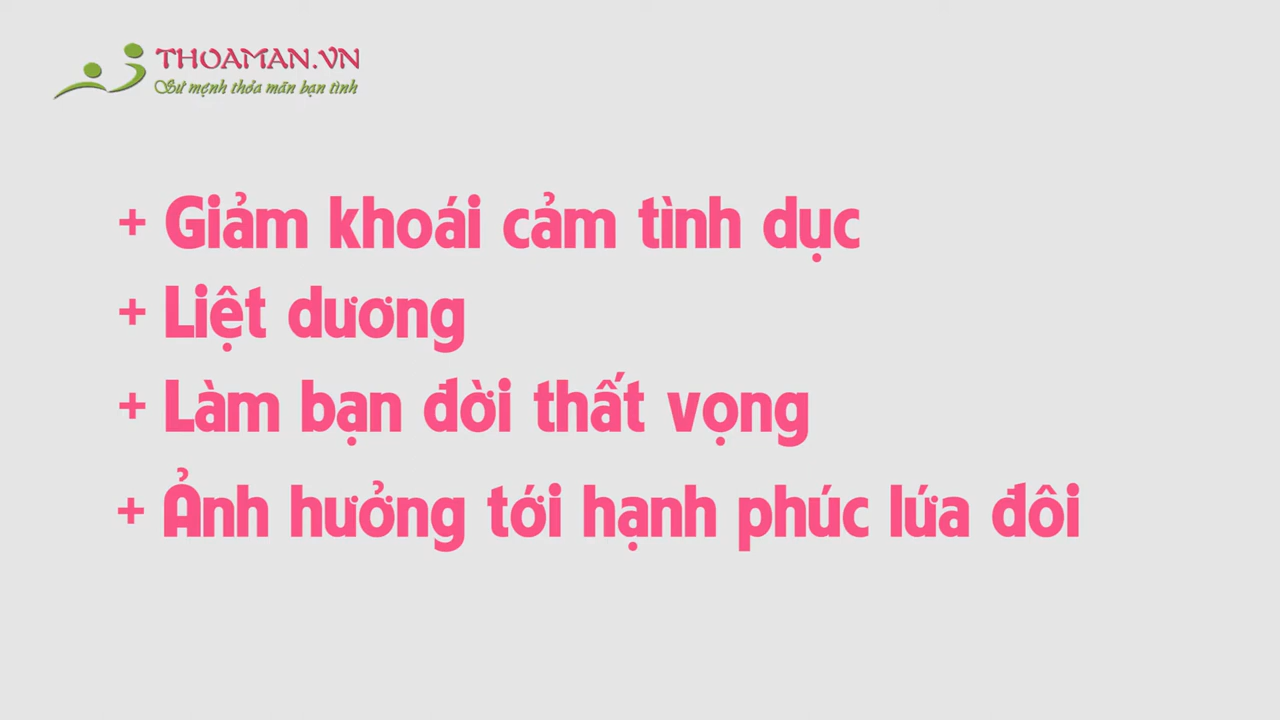 THOAMAN.VN
Sứ mệnh thỏa mãn bạn tình
+ Giảm khoái cảm tình dục
+ Liệt dương
+ Làm bạn đời thất vọng
+ Ảnh hưởng tới hạnh phúc lứa đôi